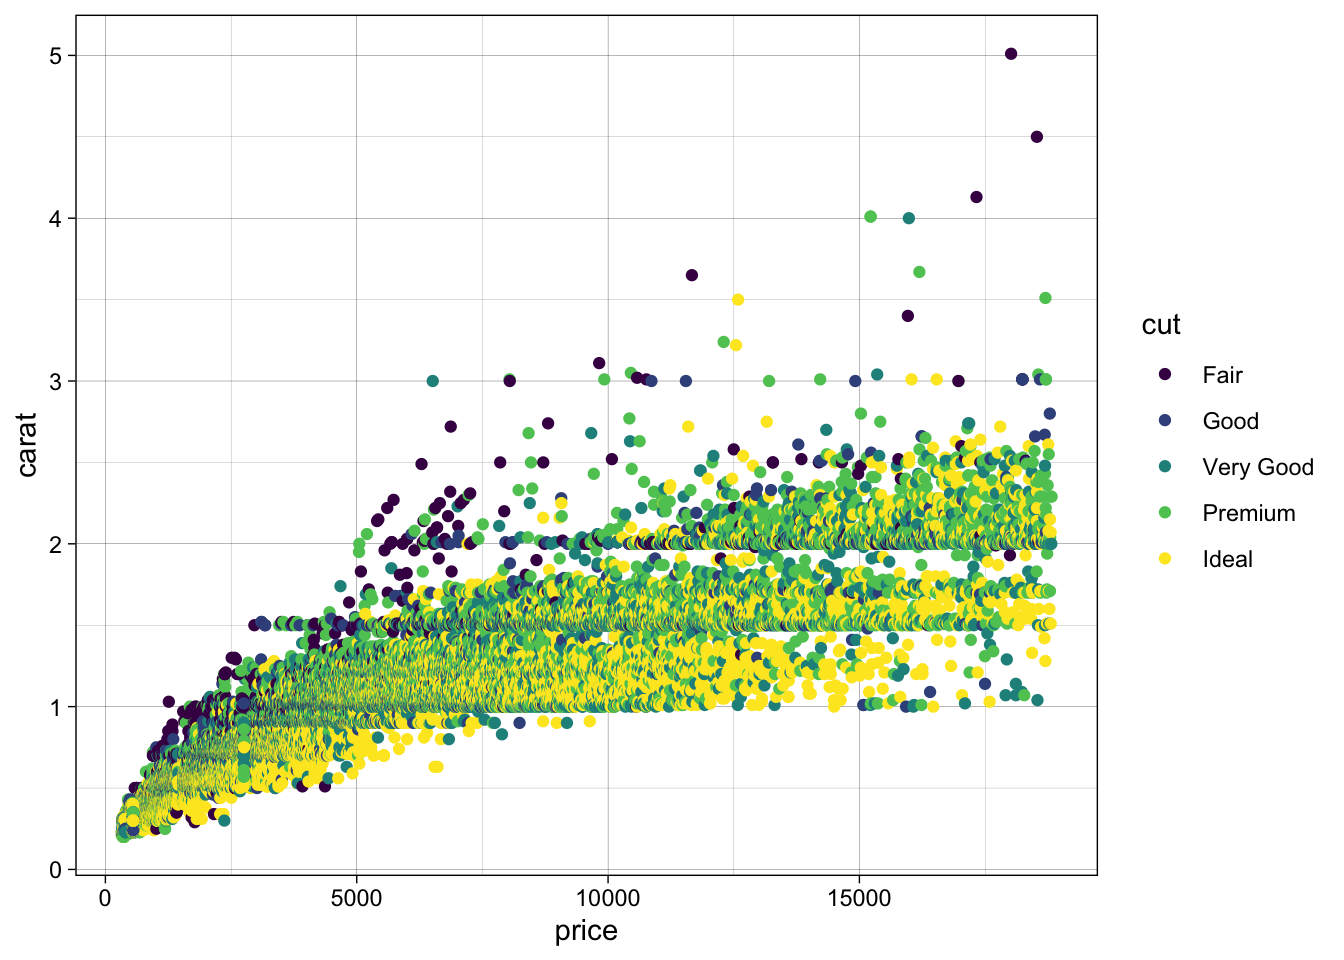 5
4
3
2
1
0
carat
0 5000 10000 15000
price
cut
Fair
Good
Very Good
Premium
Ideal